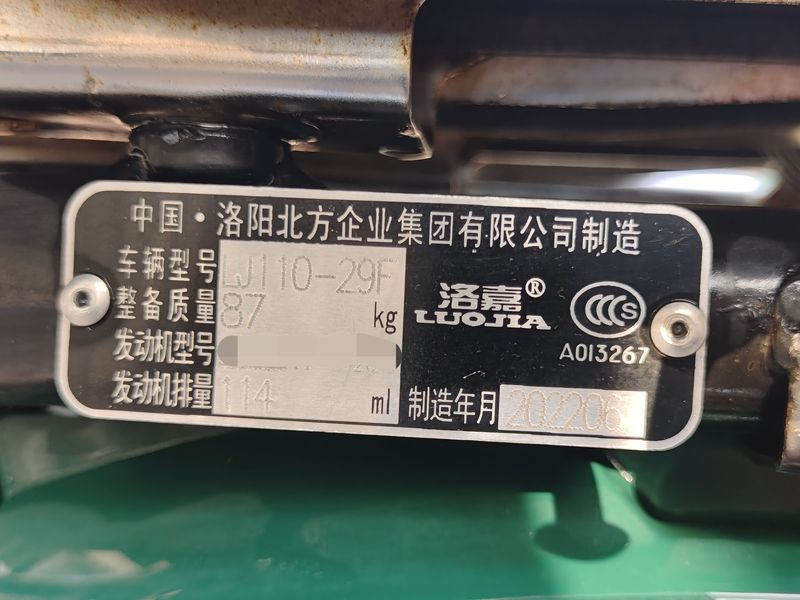 中国·洛阳北方企业集团有限公司制造
车辆型号 LJ110-29F
整备质量 87 kg
发动机型号
发动机排量 114 ml
洛嘉®
LUOJIA
CCC S
A013267
制造年月 202206